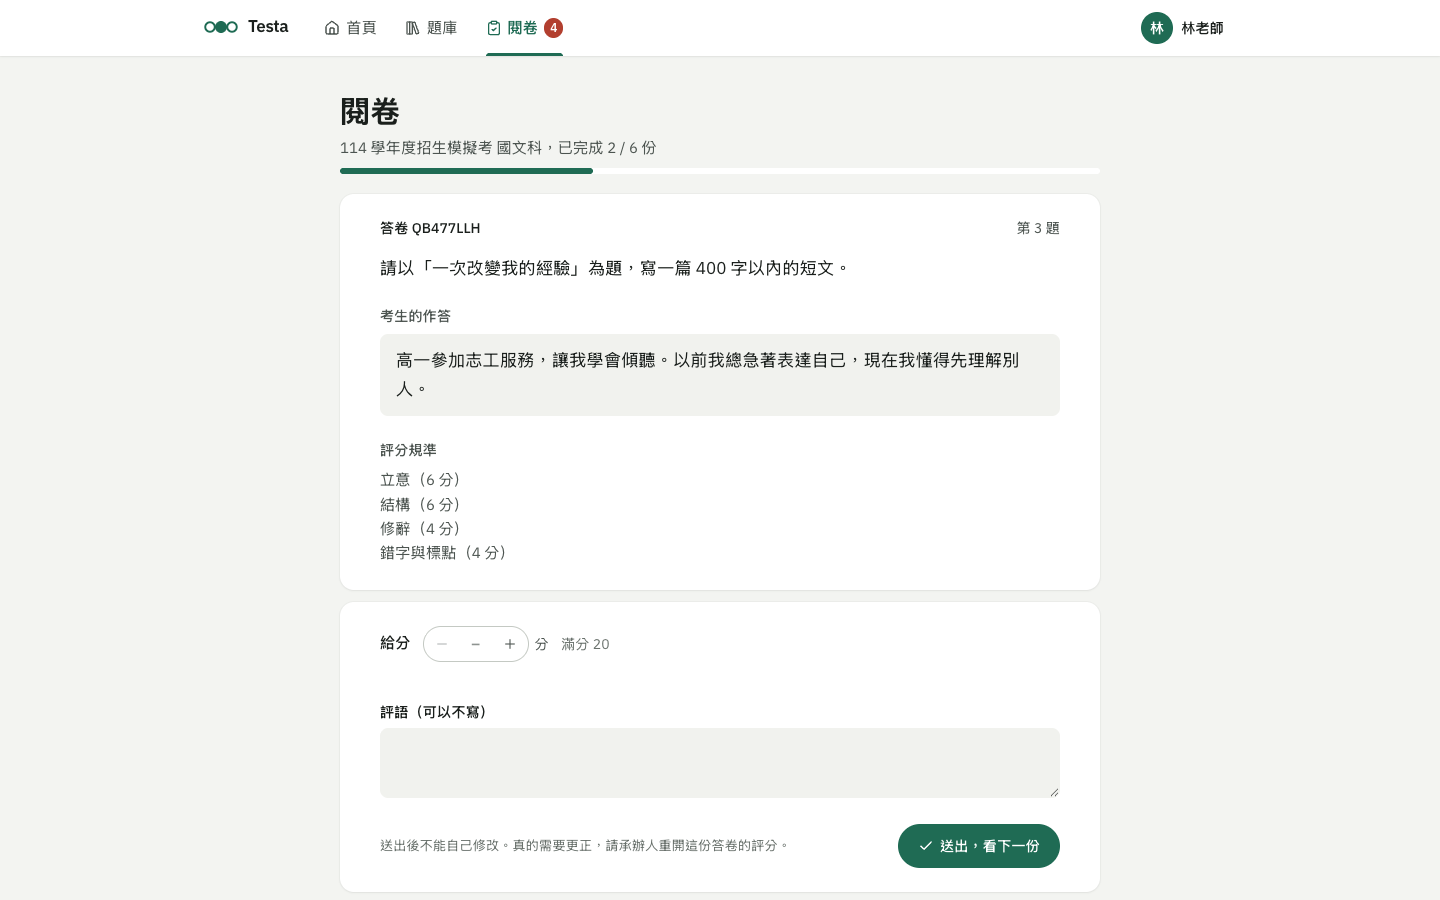 Testa
首頁
題庫
閱卷 4
林 林老師
閱卷
114 學年度招生模擬考 國文科，已完成 2 / 6 份
答卷 QB477LLH
第 3 題
請以「一次改變我的經驗」為題，寫一篇 400 字以內的短文。
考生的作答
高一參加志工服務，讓我學會傾聽。以前我總急著表達自己，現在我懂得先理解別
人。
評分規準
立意（6 分）
結構（6 分）
修辭（4 分）
錯字與標點（4 分）
給分 − – + 分 滿分 20
評語（可以不寫）
送出後不能自己修改。真的需要更正，請承辦人重開這份答卷的評分。
送出，看下一份